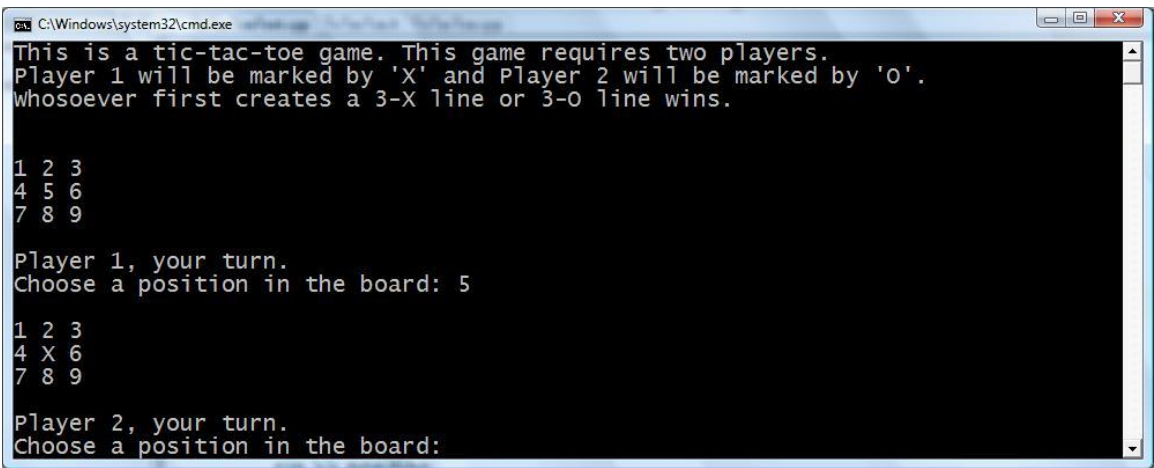 C:\Windows\system32\cmd.exe
This is a tic-tac-toe game. This game requires two players.
Player 1 will be marked by 'X' and Player 2 will be marked by 'O'.
Whosoever first creates a 3-X line or 3-O line wins.
1 2 3
4 5 6
7 8 9
Player 1, your turn.
Choose a position in the board: 5
1 2 3
4 X 6
7 8 9
Player 2, your turn.
Choose a position in the board: